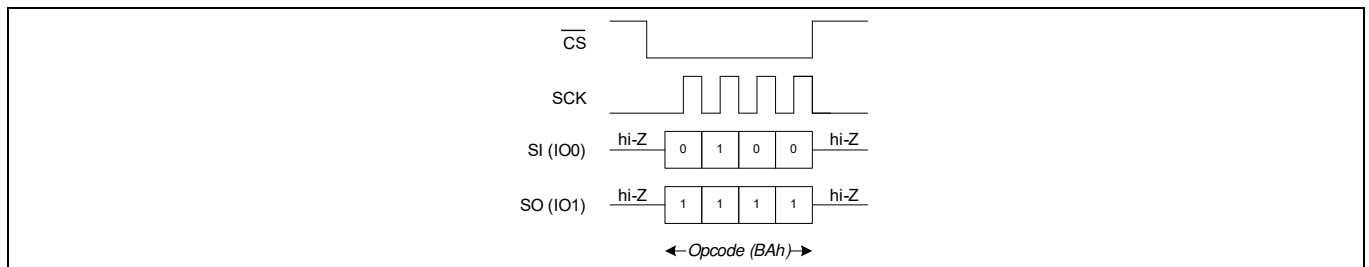 CS
SCK
hi-Z 0 1 0 0 hi-Z
SI (IO0)
hi-Z 1 1 1 1 hi-Z
SO (IO1)
Opcode (BAh)